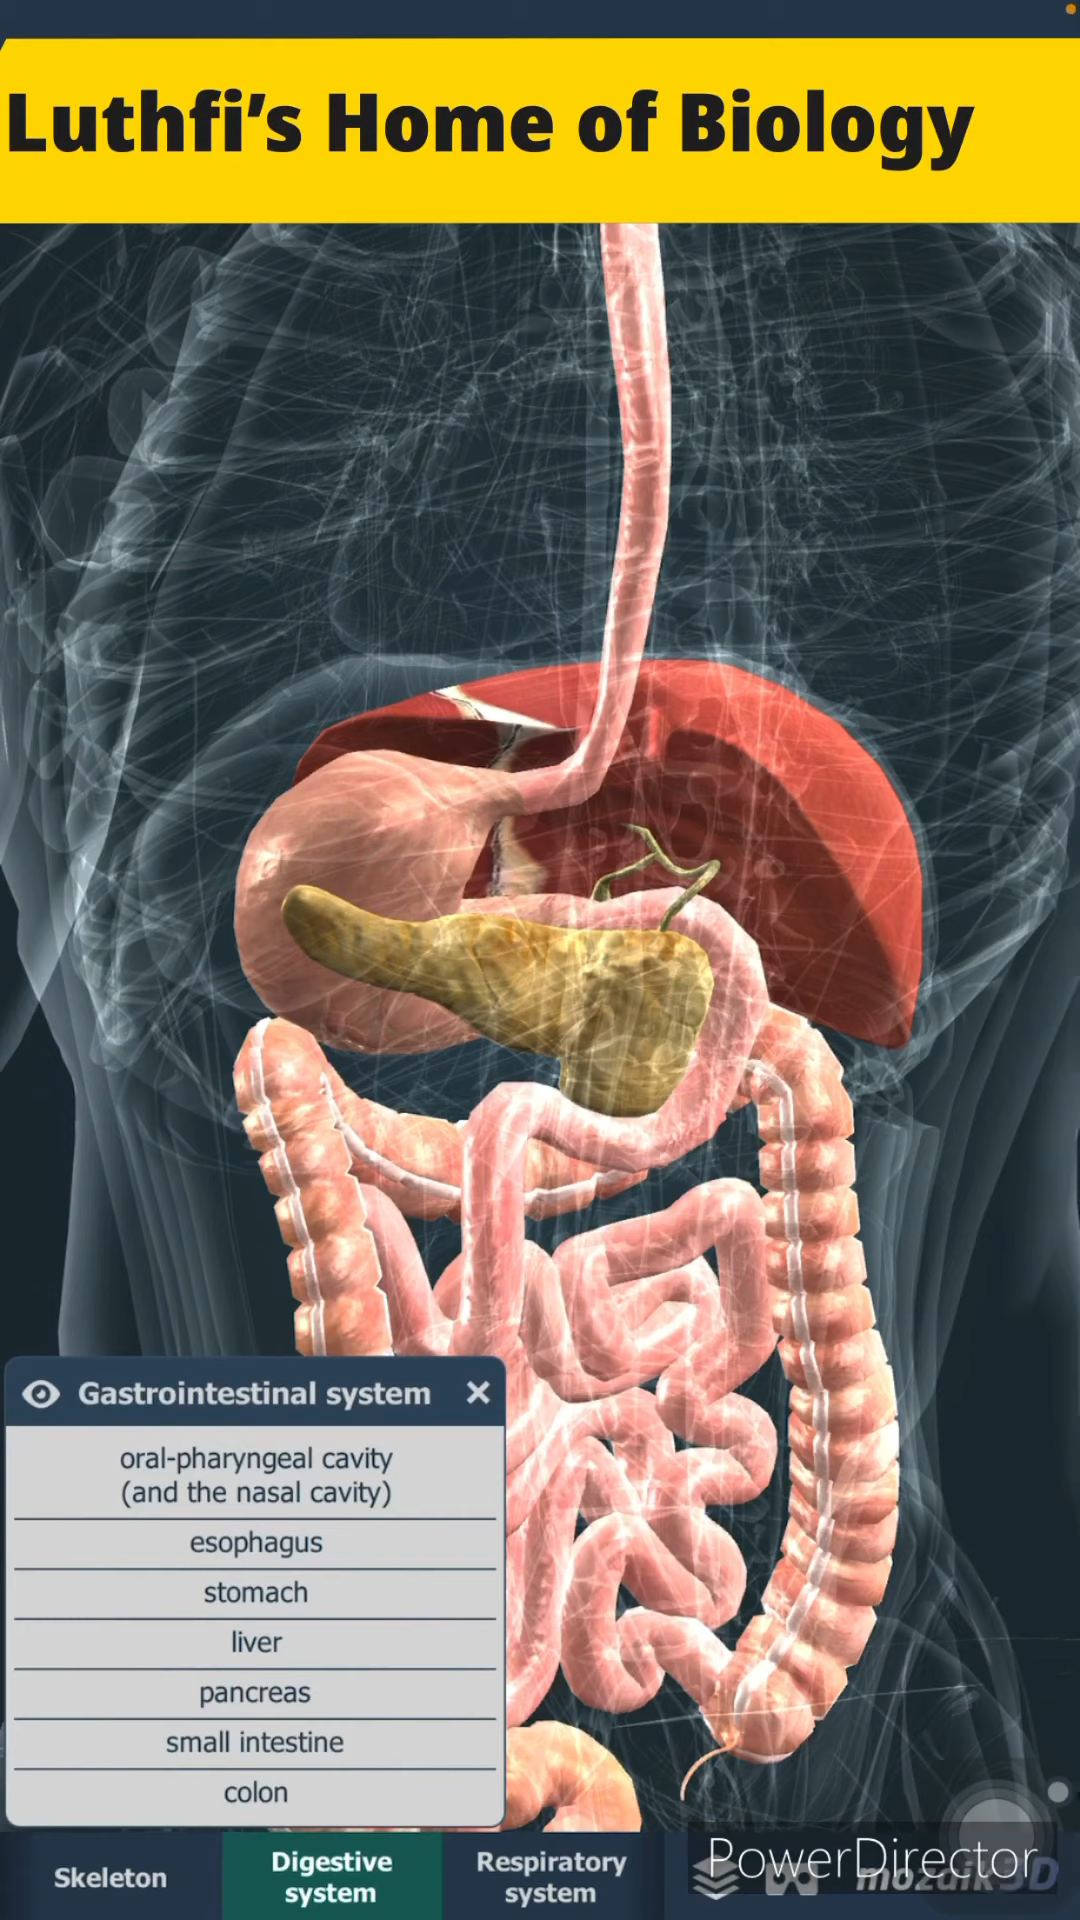 Luthfi’s Home of Biology
Gastrointestinal system
oral-pharyngeal cavity
(and the nasal cavity)
esophagus
stomach
liver
pancreas
small intestine
colon
Skeleton
Digestive
system
Respiratory
system
PowerDirector
mozaik3D